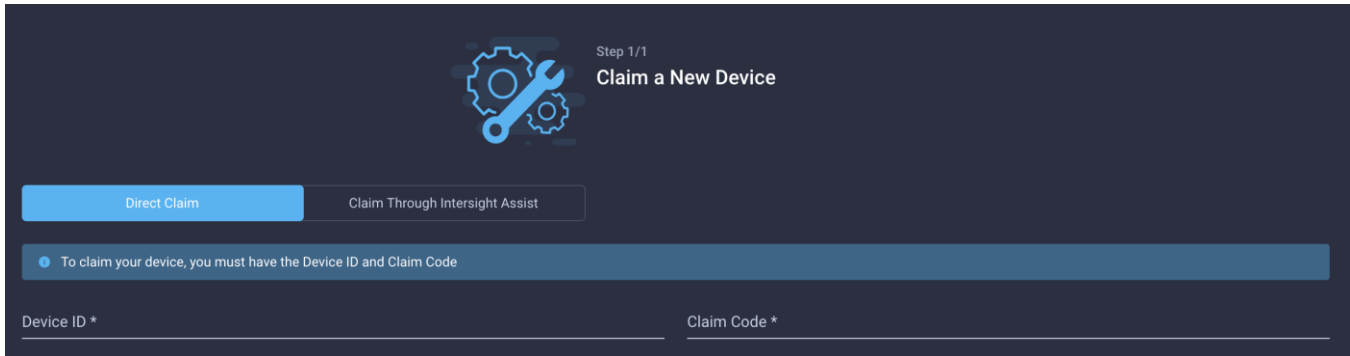 Step 1/1
Claim a New Device
Direct Claim
Claim Through Intersight Assist
To claim your device, you must have the Device ID and Claim Code
Device ID *
Claim Code *